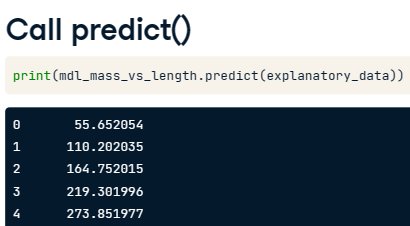 Call predict()
print(mdl_mass_vs_length.predict(explanatory_data))
0 55.652054
1 110.202035
2 164.752015
3 219.301996
4 273.851977